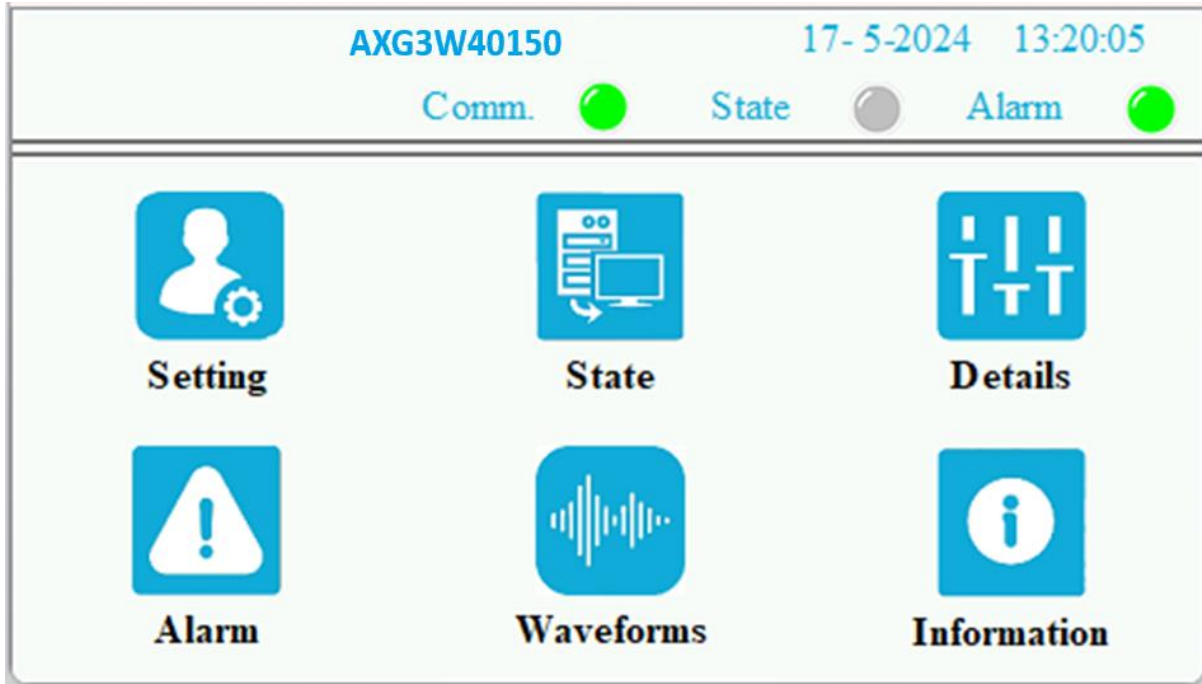 AXG3W40150 17- 5-2024 13:20:05
Comm. State Alarm
Setting State Details
Alarm Waveforms Information